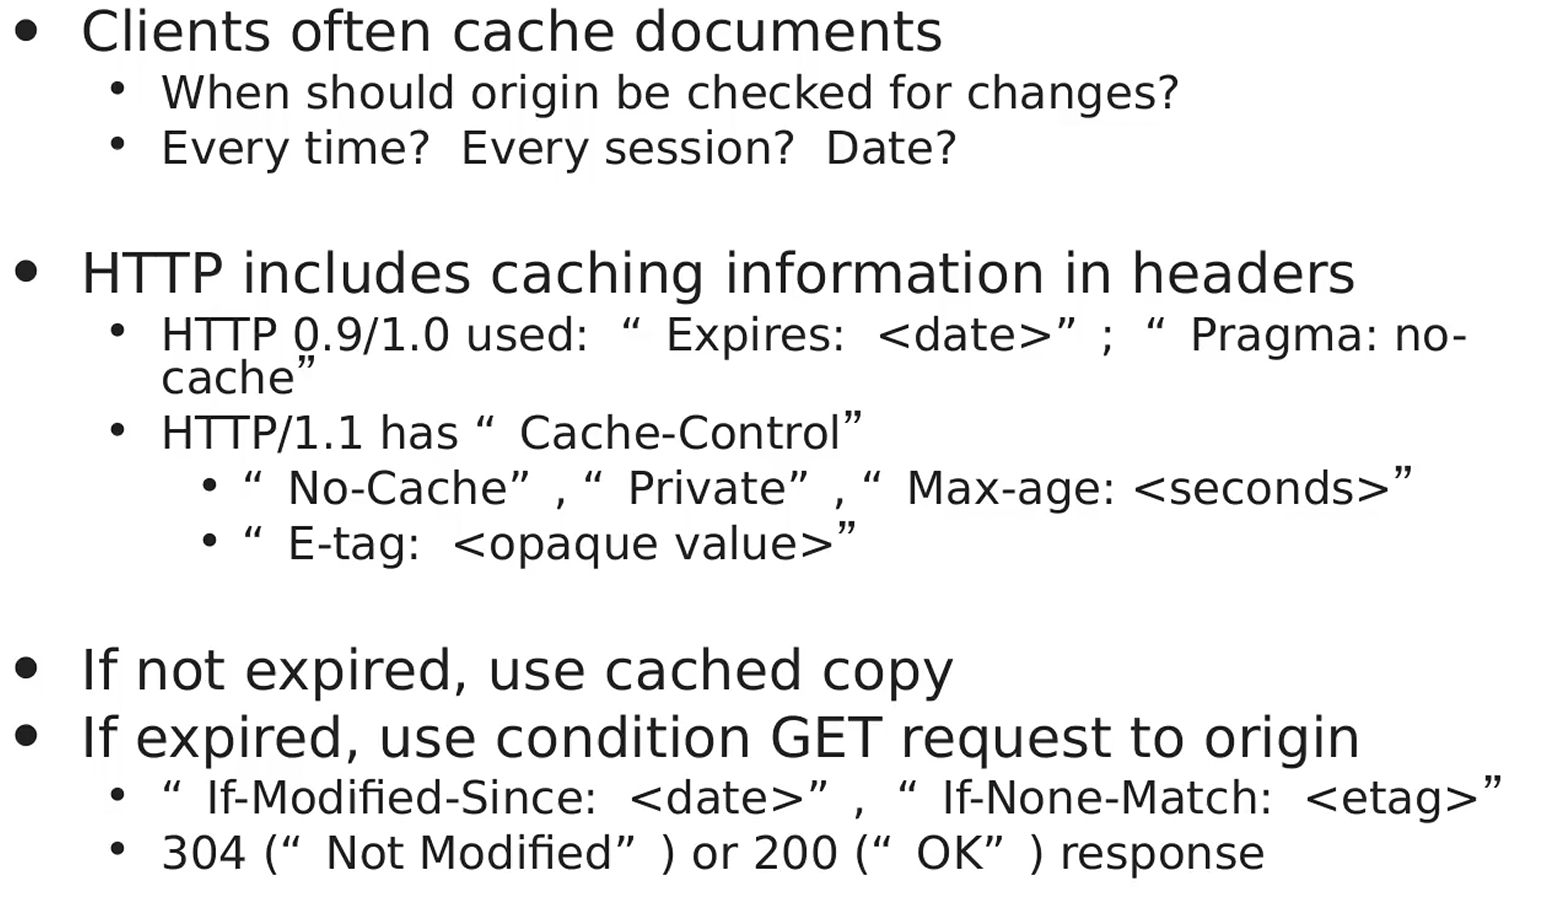 • Clients often cache documents
• When should origin be checked for changes?
• Every time?  Every session?  Date?
• HTTP includes caching information in headers
• HTTP 0.9/1.0 used:  “ Expires:  <date>” ;  “ Pragma: no-
cache”
• HTTP/1.1 has “ Cache-Control”
• “ No-Cache” , “ Private” , “ Max-age: <seconds>”
• “ E-tag:  <opaque value>”
• If not expired, use cached copy
• If expired, use condition GET request to origin
• “ If-Modified-Since:  <date>” ,  “ If-None-Match:  <etag>”
• 304 (“ Not Modified” ) or 200 (“ OK” ) response